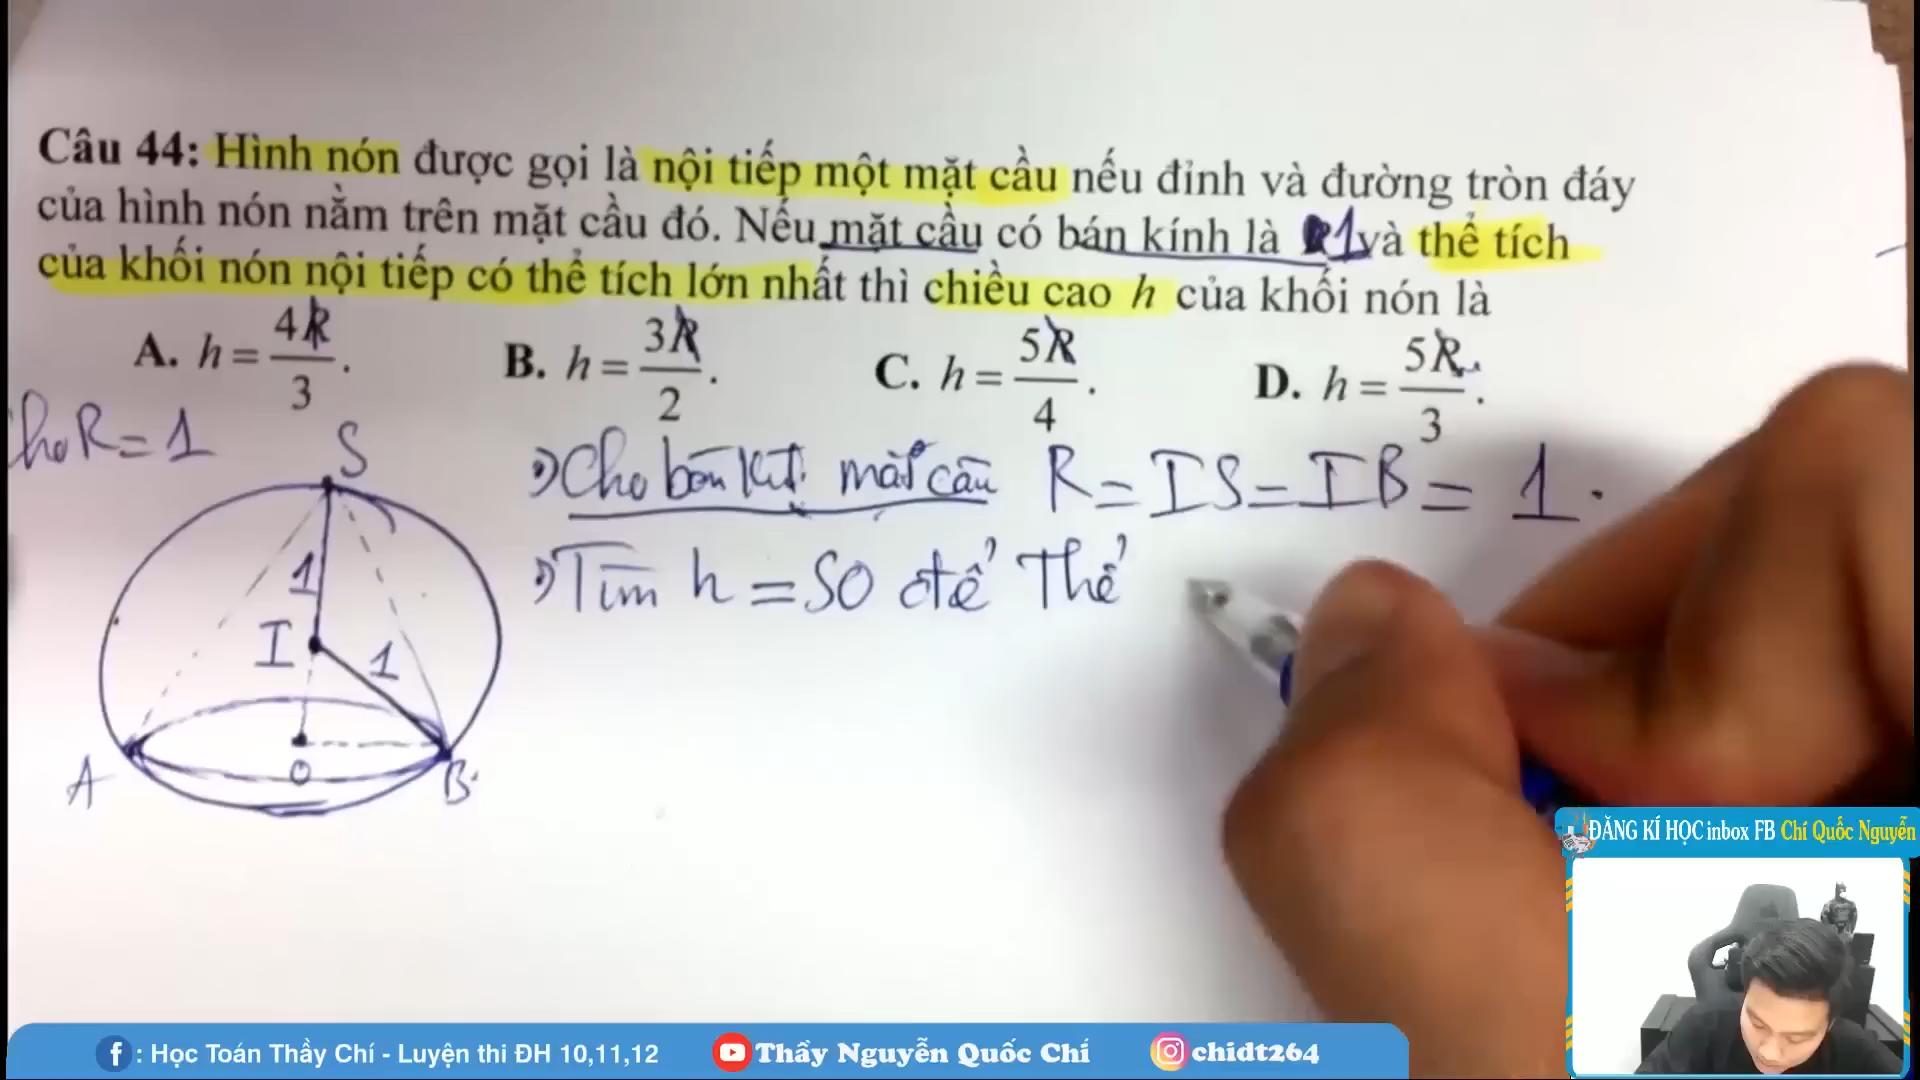 Câu 44: Hình nón được gọi là nội tiếp một mặt cầu nếu đỉnh và đường tròn đáy
của hình nón nằm trên mặt cầu đó. Nếu mặt cầu có bán kính là 1 và thể tích
của khối nón nội tiếp có thể tích lớn nhất thì chiều cao h của khối nón là
A. h = 4R/3.
B. h = 3R/2.
C. h = 5R/4.
D. h = 5R/3.
R = 1
S
1
I
1
A
O
B
Cho bán kính mặt cầu R = IS = IB = 1.
Tìm h = SO để Thể
ĐĂNG KÍ HỌC inbox FB Chí Quốc Nguyễn
f : Học Toán Thầy Chí - Luyện thi ĐH 10,11,12
Thầy Nguyễn Quốc Chí
chidt264